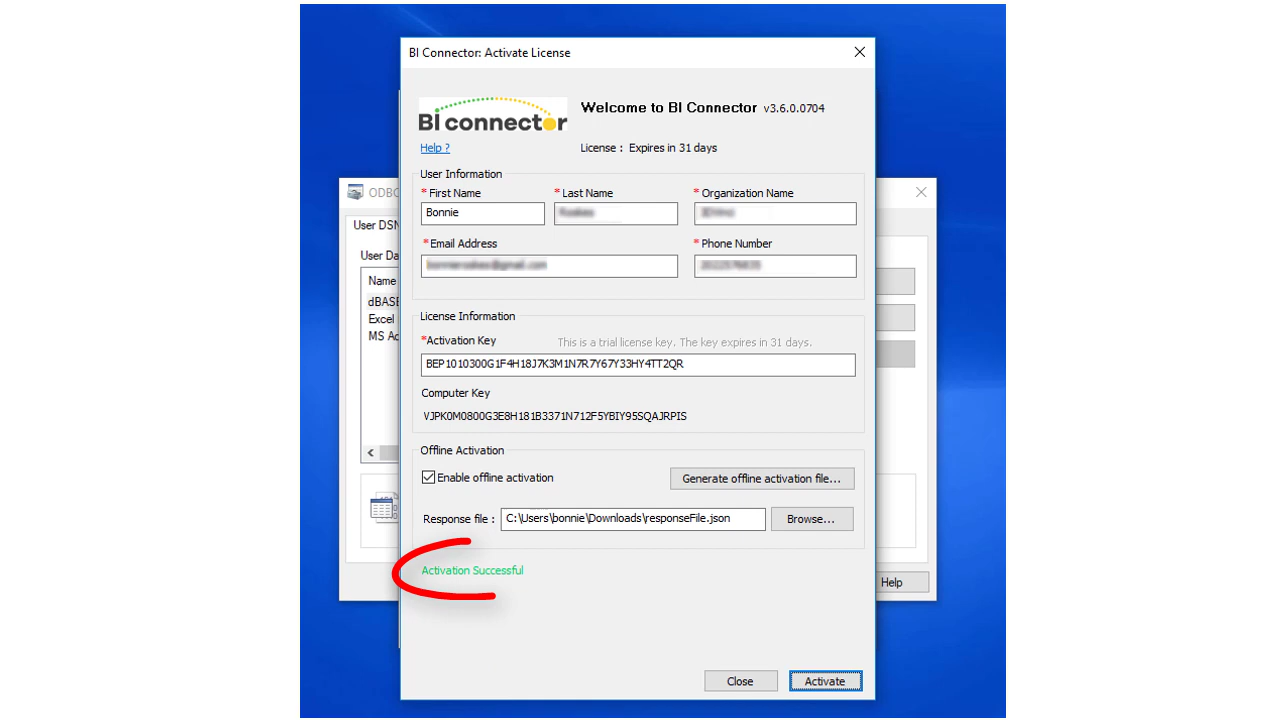 BI Connector: Activate License
BI connector
Welcome to BI Connector v3.6.0.0704
Help ?
License : Expires in 31 days
User Information
*First Name
*Last Name
*Organization Name
Bonnie
*Email Address
*Phone Number
License Information
*Activation Key
This is a trial license key. The key expires in 31 days.
BEP1010300G1F4H18J7K3M1N7R7Y67Y33HY4TT2QR
Computer Key
VJPK0M0800G3E8H181B3371N712F5YBIY95SQAJRPIS
Offline Activation
Enable offline activation
Generate offline activation file...
Response file :
C:\Users\bonnie\Downloads\responseFile.json
Browse...
Activation Successful
Close
Activate
ODBC
User DSN
User Da
Name
dBASE
Excel
MS Ac
Help